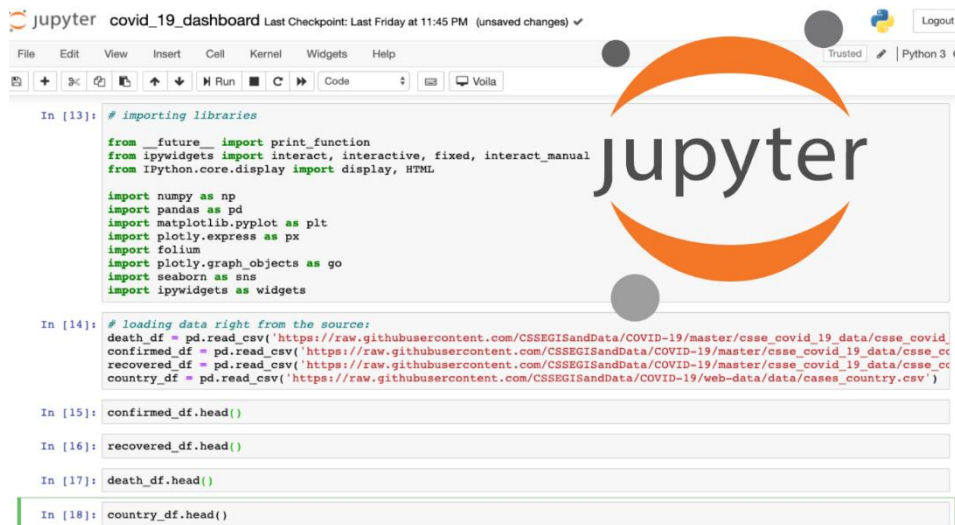 jupyter covid_19_dashboard Last Checkpoint: Last Friday at 11:45 PM (unsaved changes)
Logout
File Edit View Insert Cell Kernel Widgets Help
Trusted Python 3
Run Code Voila
jupyter
In [13]: # importing libraries
from __future__ import print_function
from ipywidgets import interact, interactive, fixed, interact_manual
from IPython.core.display import display, HTML
import numpy as np
import pandas as pd
import matplotlib.pyplot as plt
import plotly.express as px
import folium
import plotly.graph_objects as go
import seaborn as sns
import ipywidgets as widgets
In [14]: # loading data right from the source:
death_df = pd.read_csv('https://raw.githubusercontent.com/CSSEGISandData/COVID-19/master/csse_covid_19_data/csse_covid_
confirmed_df = pd.read_csv('https://raw.githubusercontent.com/CSSEGISandData/COVID-19/master/csse_covid_19_data/csse_co
recovered_df = pd.read_csv('https://raw.githubusercontent.com/CSSEGISandData/COVID-19/master/csse_covid_19_data/csse_co
country_df = pd.read_csv('https://raw.githubusercontent.com/CSSEGISandData/COVID-19/web-data/data/cases_country.csv')
In [15]: confirmed_df.head()
In [16]: recovered_df.head()
In [17]: death_df.head()
In [18]: country_df.head()